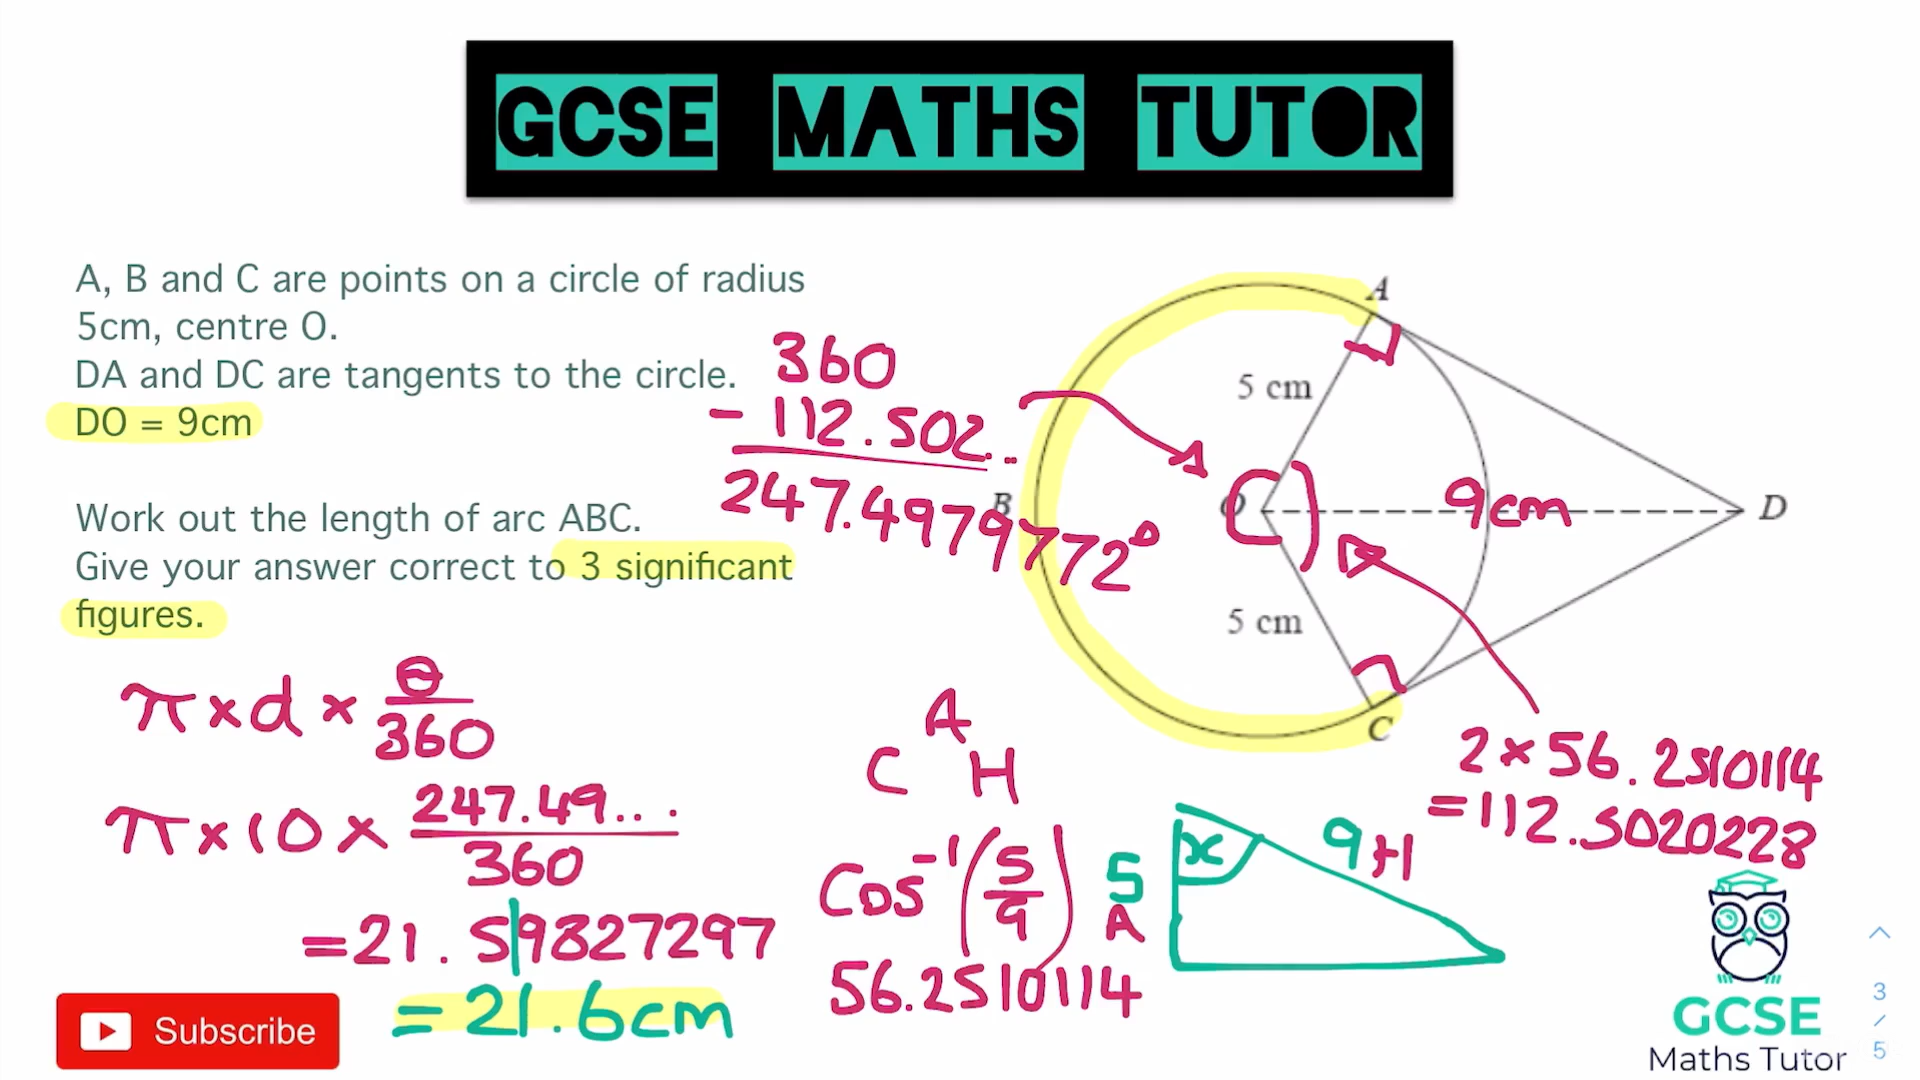 GCSE MATHS TUTOR
A, B and C are points on a circle of radius
5cm, centre O.
DA and DC are tangents to the circle.
DO = 9cm
Work out the length of arc ABC.
Give your answer correct to 3 significant
figures.
360
- 112.502...
247.4979772°
A
5 cm
B
O
9cm
D
5 cm
C
π x d x θ/360
π x 10 x 247.49.../360
= 21.59827297
= 21.6cm
A
C H
Cos⁻¹(5/9)
56.2510114
x
5
A
9 H
2 x 56.2510114
= 112.5020228
Subscribe
GCSE
Maths Tutor
3
/
5